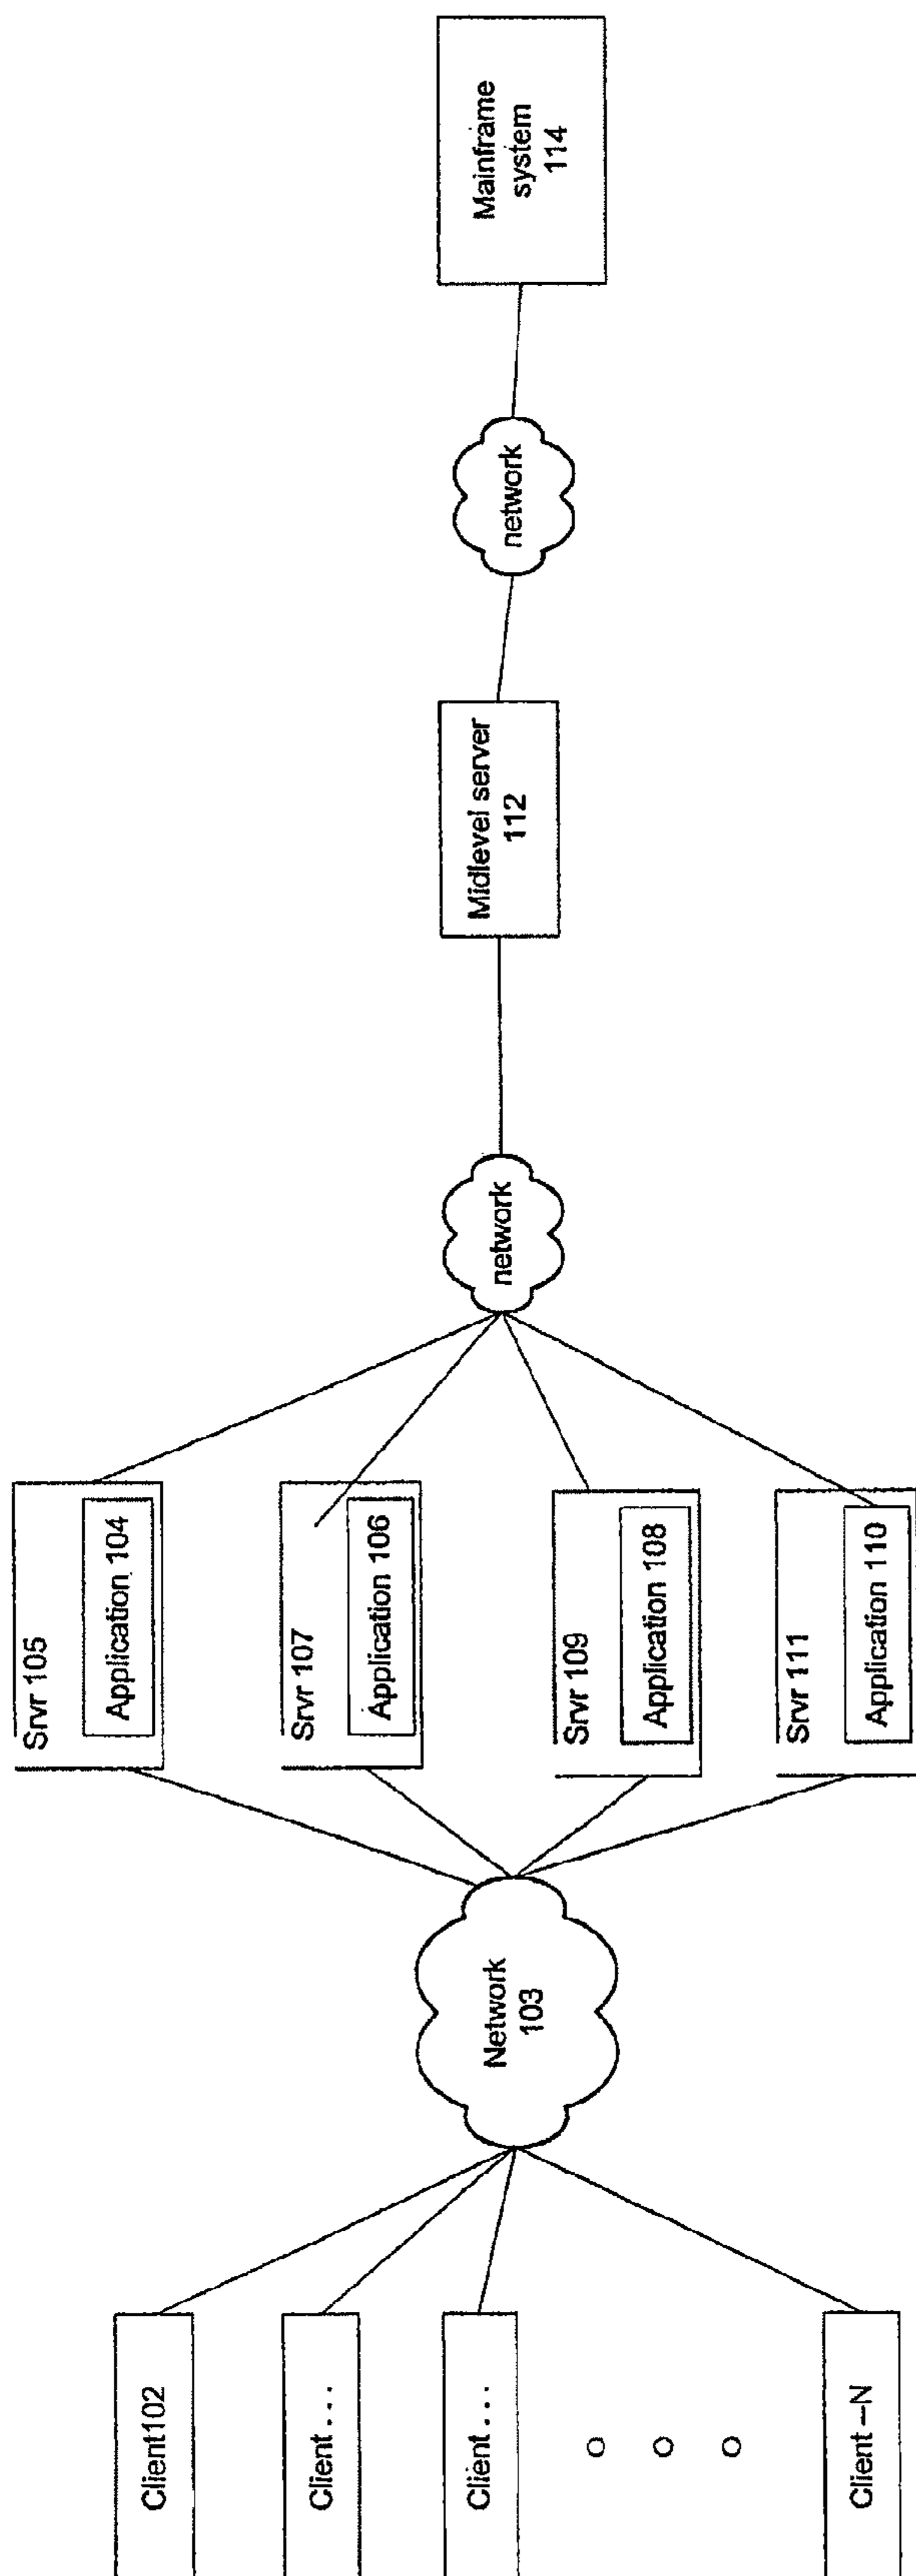 Client102
Client...
Client...
Client –N
Network
103
Srvr 105
Application 104
Srvr 107
Application 106
Srvr 109
Application 108
Srvr 111
Application 110
network
Midlevel server
112
network
Mainframe
system
114